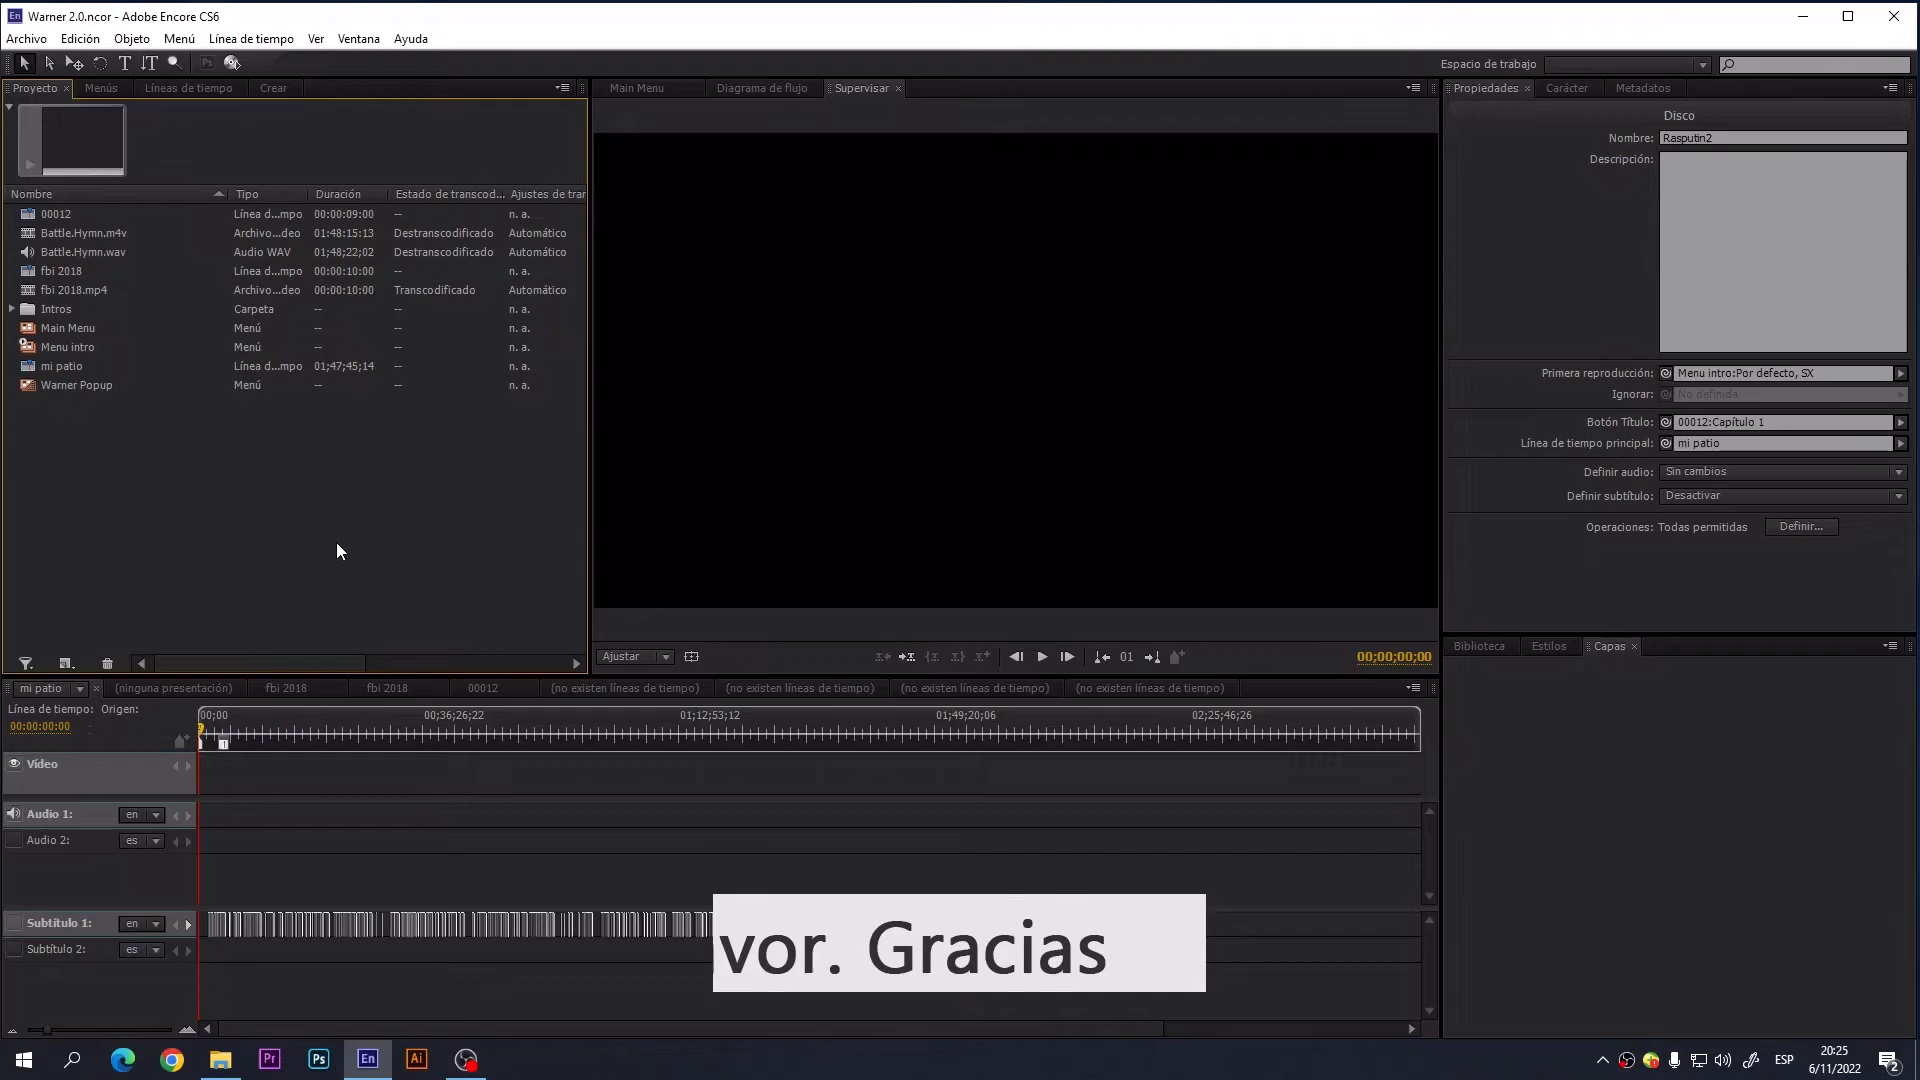 Warner 2.0.ncor - Adobe Encore CS6
Archivo Edición Objeto Menú Línea de tiempo Ver Ventana Ayuda
Espacio de trabajo
Proyecto Menús Líneas de tiempo Crear
Main Menu Diagrama de flujo Supervisar
Propiedades Carácter Metadatos
Disco
Nombre: Rasputin2
Descripción:
Primera reproducción: Menu intro:Por defecto, SX
Ignorar: No definida
Botón Título: 00012:Capítulo 1
Línea de tiempo principal: mi patio
Definir audio: Sin cambios
Definir subtítulo: Desactivar
Operaciones: Todas permitidas Definir...
Nombre Tipo Duración Estado de transcod... Ajustes de trar
00012 Línea d...mpo 00:00:09:00 -- n. a.
Battle.Hymn.m4v Archivo...deo 01:48:15:13 Destranscodificado Automático
Battle.Hymn.wav Audio WAV 01;48;22;02 Destranscodificado Automático
fbi 2018 Línea d...mpo 00:00:10:00 -- n. a.
fbi 2018.mp4 Archivo...deo 00:00:10:00 Transcodificado Automático
Intros Carpeta -- -- n. a.
Main Menu Menú -- -- n. a.
Menu intro Menú -- -- n. a.
mi patio Línea d...mpo 01;47;45;14 -- n. a.
Warner Popup Menú -- -- n. a.
Ajustar 01 00;00;00;00
Biblioteca Estilos Capas
mi patio (ninguna presentación) fbi 2018 fbi 2018 00012 (no existen líneas de tiempo) (no existen líneas de tiempo) (no existen líneas de tiempo) (no existen líneas de tiempo)
Línea de tiempo: Origen:
00:00:00:00
00;00 00;36;26;22 01;12;53;12 01;49;20;06 02;25;46;26
1
Vídeo
Audio 1: en
Audio 2: es
Subtítulo 1: en
Subtítulo 2: es
vor. Gracias
Pr Ps En Ai
ESP
20:25
6/11/2022
2